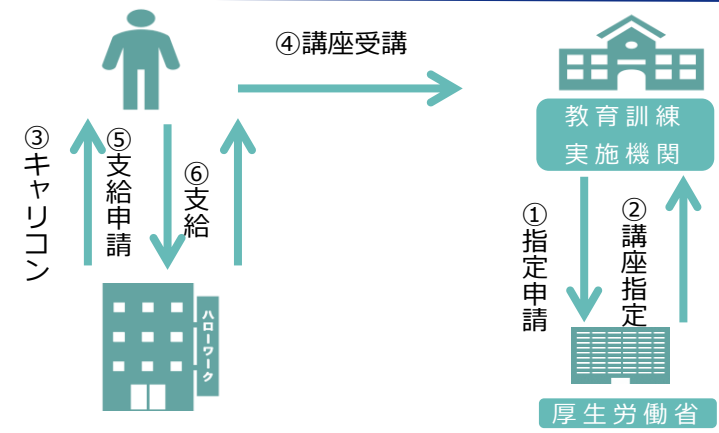 ④講座受講
教育訓練
実施機関
③キャリコン
⑤支給申請
⑥支給
①指定申請
②講座指定
ハローワーク
厚生労働省